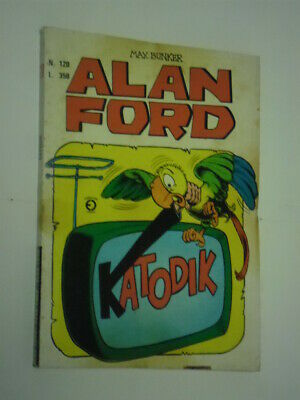 MAX BUNKER
N. 120
L. 350
ALAN
FORD
KATODIK